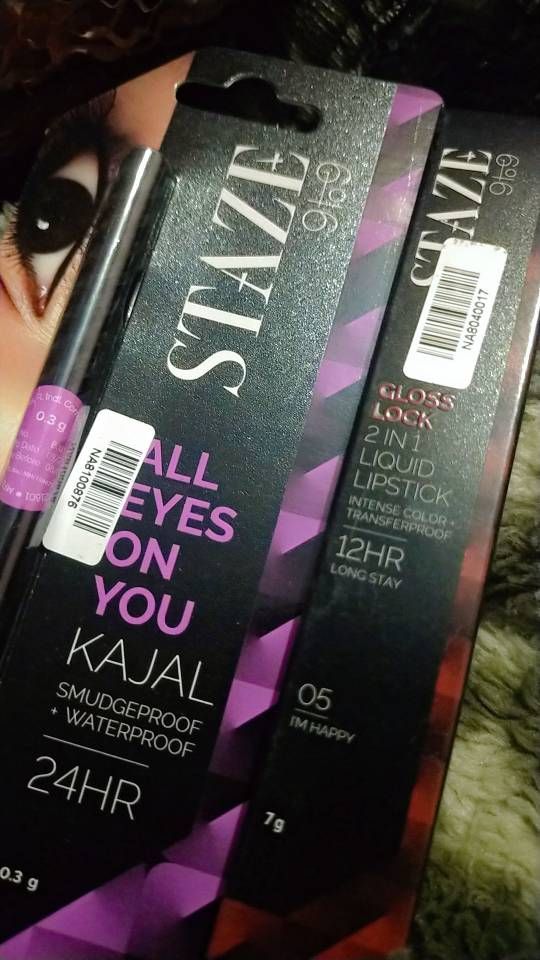 STAZE
9to9
0.3 g
NA8100876
ALL
EYES
ON
YOU
KAJAL
SMUDGEPROOF
+ WATERPROOF
24HR
0.3 g
STAZE
9to9
NA8040017
GLOSS
LOCK
2 IN 1
LIQUID
LIPSTICK
INTENSE COLOR +
TRANSFERPROOF
12HR
LONG STAY
05
I'M HAPPY
7g